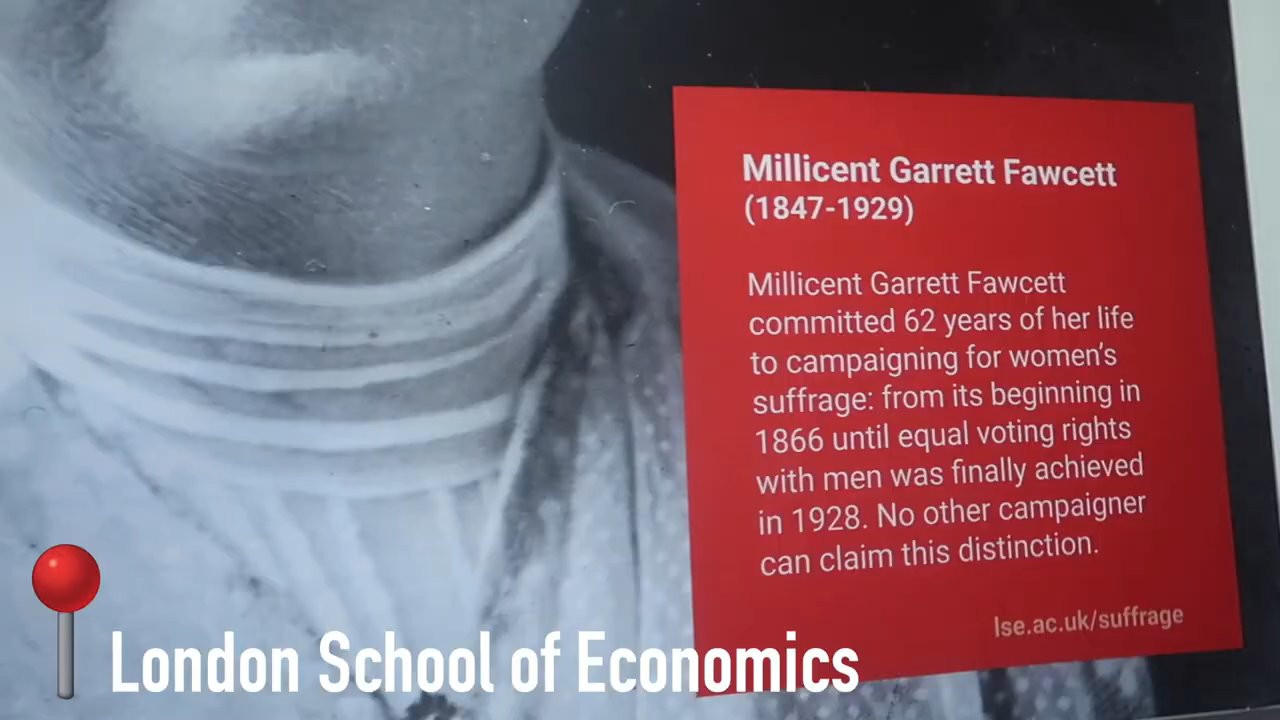 Millicent Garrett Fawcett
(1847-1929)
Millicent Garrett Fawcett
committed 62 years of her life
to campaigning for women's
suffrage: from its beginning in
1866 until equal voting rights
with men was finally achieved
in 1928. No other campaigner
can claim this distinction.
lse.ac.uk/suffrage
London School of Economics